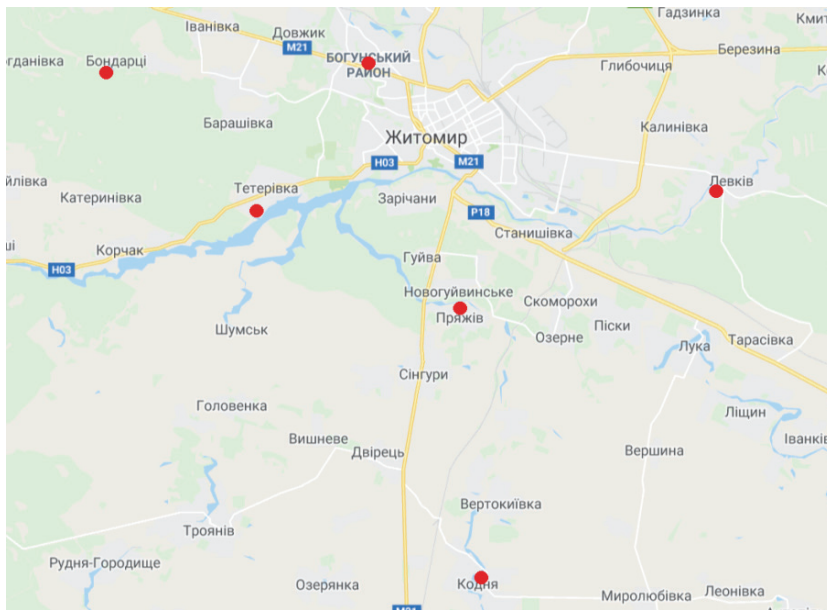 Іванівка
Довжик
Гадзинка
Кмит
М21
огданівка
Бондарці
БОГУНСЬКИЙ
РАЙОН
Глибочиця
Березина
Барашівка
Житомир
Калинівка
Н03
М21
йлівка
Катеринівка
Тетерівка
Зарічани
Левків
Р18
Станишівка
ші
Корчак
Н03
Гуйва
Новогуйвинське
Пряжів
Скоморохи
Шумськ
Озерне
Піски
Лука
Тарасівка
Сінгури
Головенка
Ліщин
Вишневе
Двірець
Вершина
Іванкі
Троянів
Вертокиївка
Рудня-Городище
Озерянка
Кодня
Миролюбівка
Леонівка